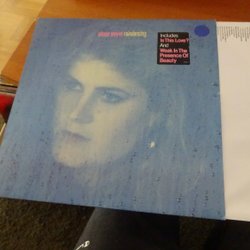 alison moyet raindancing
Includes
Is This Love?
And
Weak In The
Presence Of
Beauty